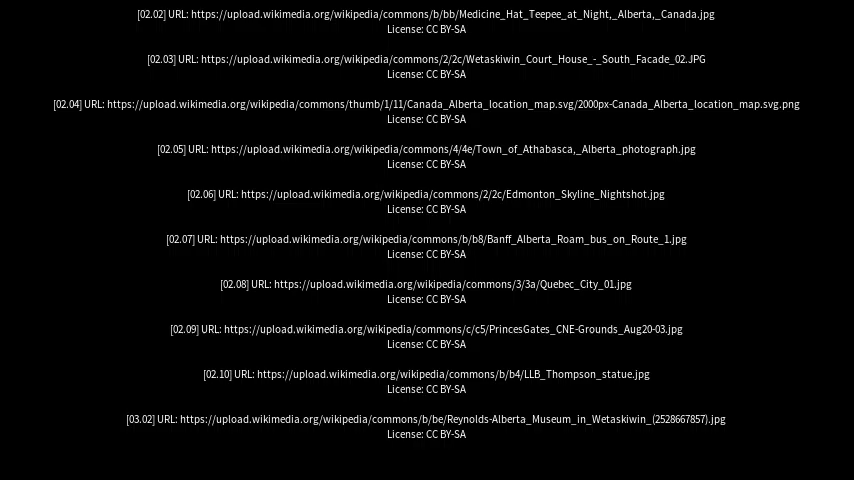 [02.02] URL: https://upload.wikimedia.org/wikipedia/commons/b/bb/Medicine_Hat_Teepee_at_Night,_Alberta,_Canada.jpg
License: CC BY-SA
[02.03] URL: https://upload.wikimedia.org/wikipedia/commons/2/2c/Wetaskiwin_Court_House_-_South_Facade_02.JPG
License: CC BY-SA
[02.04] URL: https://upload.wikimedia.org/wikipedia/commons/thumb/1/11/Canada_Alberta_location_map.svg/2000px-Canada_Alberta_location_map.svg.png
License: CC BY-SA
[02.05] URL: https://upload.wikimedia.org/wikipedia/commons/4/4e/Town_of_Athabasca,_Alberta_photograph.jpg
License: CC BY-SA
[02.06] URL: https://upload.wikimedia.org/wikipedia/commons/2/2c/Edmonton_Skyline_Nightshot.jpg
License: CC BY-SA
[02.07] URL: https://upload.wikimedia.org/wikipedia/commons/b/b8/Banff_Alberta_Roam_bus_on_Route_1.jpg
License: CC BY-SA
[02.08] URL: https://upload.wikimedia.org/wikipedia/commons/3/3a/Quebec_City_01.jpg
License: CC BY-SA
[02.09] URL: https://upload.wikimedia.org/wikipedia/commons/c/c5/PrincesGates_CNE-Grounds_Aug20-03.jpg
License: CC BY-SA
[02.10] URL: https://upload.wikimedia.org/wikipedia/commons/b/b4/LLB_Thompson_statue.jpg
License: CC BY-SA
[03.02] URL: https://upload.wikimedia.org/wikipedia/commons/b/be/Reynolds-Alberta_Museum_in_Wetaskiwin_(2528667857).jpg
License: CC BY-SA